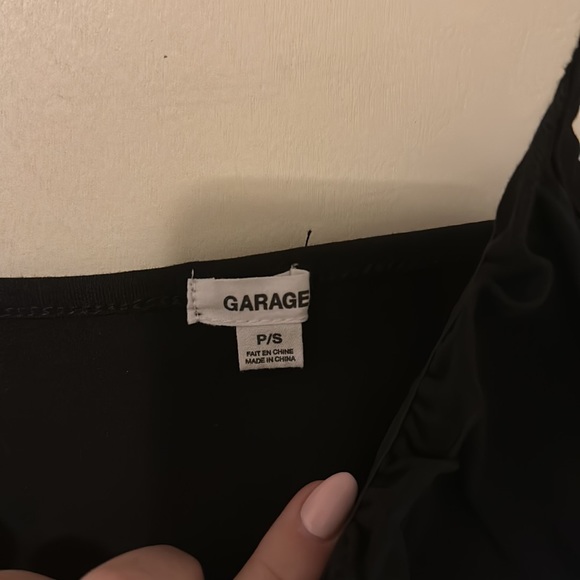 GARAGE
P/S
FAIT EN CHINE
MADE IN CHINA